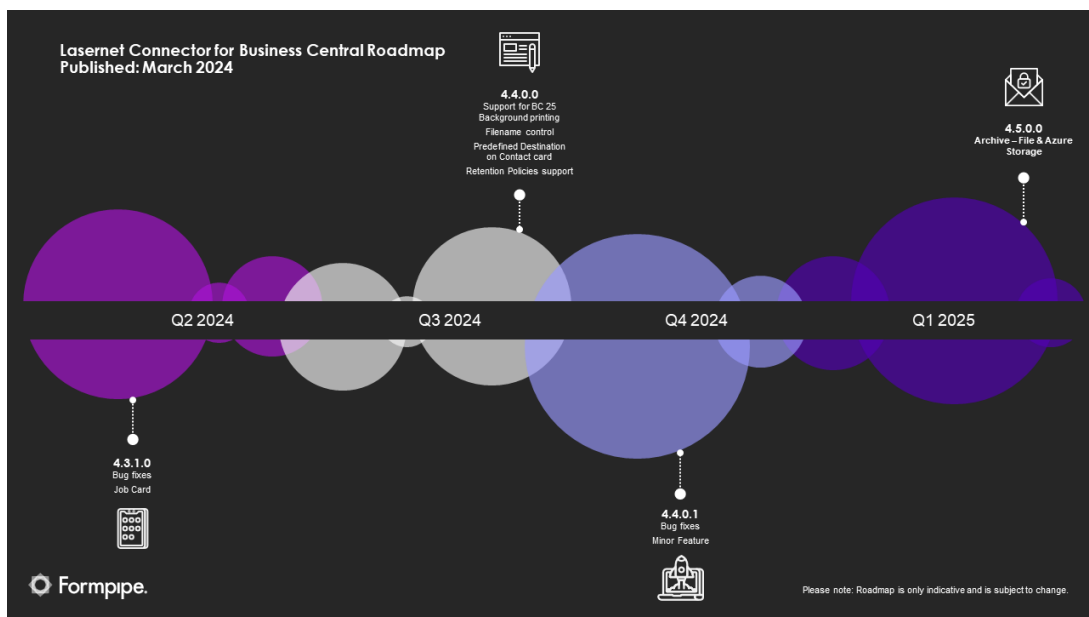 Lasernet Connector for Business Central Roadmap
Published: March 2024
4.4.0.0
Support for BC 25
Background printing
Filename control
Predefined Destination
on Contact card
Retention Policies support
4.5.0.0
Archive – File & Azure
Storage
Q2 2024
Q3 2024
Q4 2024
Q1 2025
4.3.1.0
Bug fixes
Job Card
4.4.0.1
Bug fixes
Minor Feature
Formpipe.
Please note: Roadmap is only indicative and is subject to change.